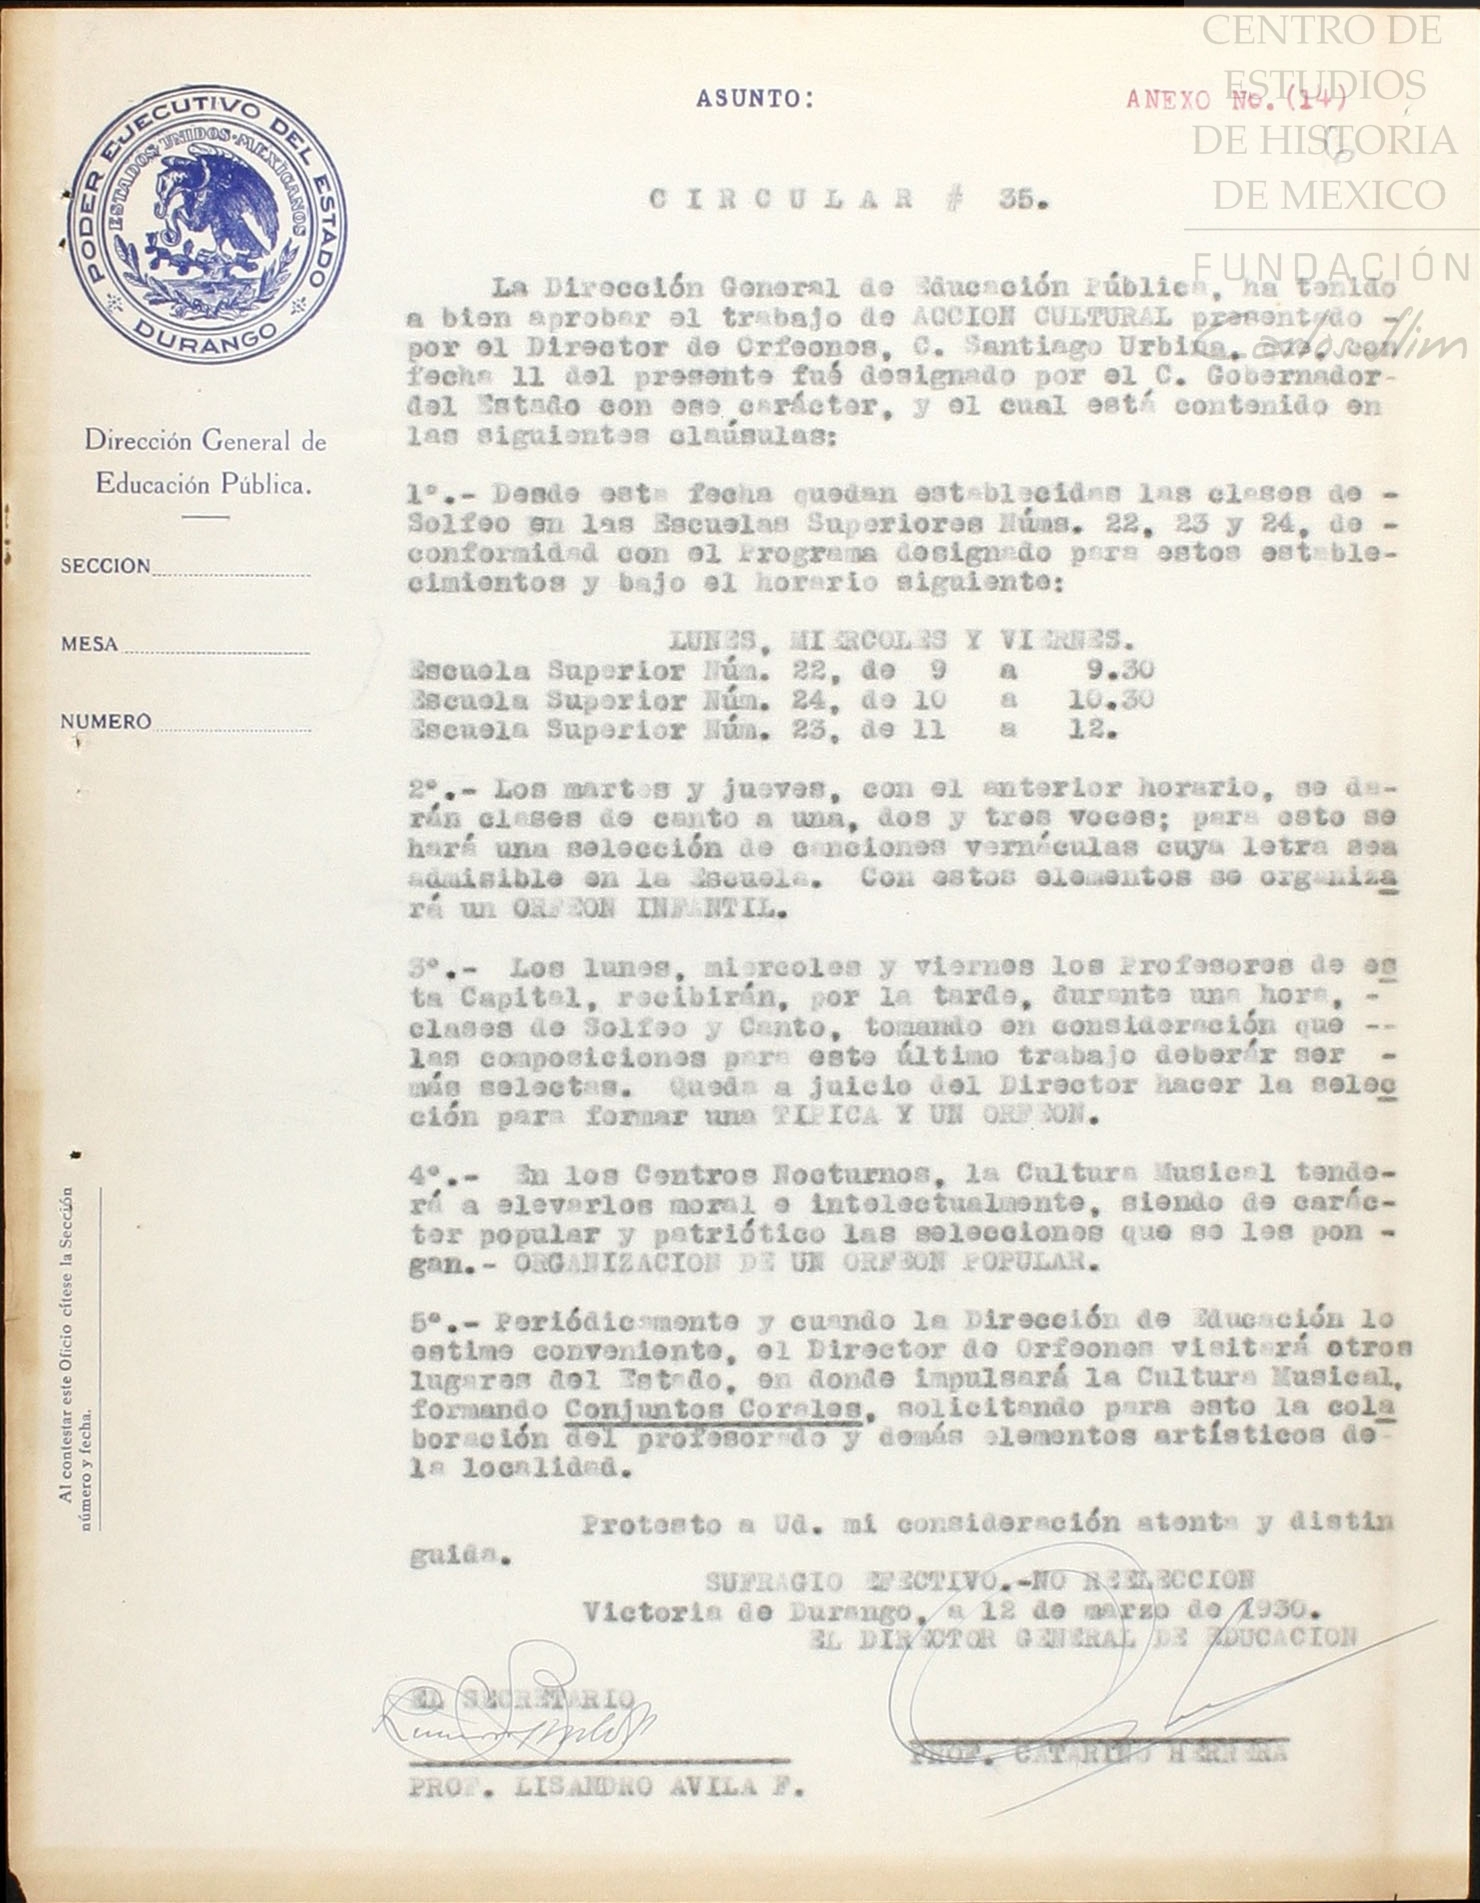 CENTRO DE
ESTUDIOS
DE HISTORIA
DE MEXICO
FUNDACIÓN
Carlos Slim
PODER EJECUTIVO DEL ESTADO
ESTADOS UNIDOS MEXICANOS
DURANGO
ASUNTO:
ANEXO No. (14)
CIRCULAR # 35.
Dirección General de
Educación Pública.
SECCION
MESA
NUMERO
La Dirección General de Educación Pública, ha tenido
a bien aprobar el trabajo de ACCION CULTURAL presentado -
por el Director de Orfeones, C. Santiago Urbina, que, con
fecha 11 del presente fué designado por el C. Gobernador-
del Estado con ese carácter, y el cual está contenido en
las siguientes claúsulas:
1°.- Desde esta fecha quedan establecidas las clases de -
Solfeo en las Escuelas Superiores Núms. 22, 23 y 24, de -
conformidad con el Programa designado para estos estable-
cimientos y bajo el horario siguiente:
LUNES, MIERCOLES Y VIERNES.
Escuela Superior Núm. 22, de 9 a 9.30
Escuela Superior Núm. 24, de 10 a 10.30
Escuela Superior Núm. 23, de 11 a 12.
2°.- Los martes y jueves, con el anterior horario, se da-
rán clases de canto a una, dos y tres voces; para esto se
hará una selección de canciones vernáculas cuya letra sea
admisible en la Escuela. Con estos elementos se organiza
rá un ORFEON INFANTIL.
3°.- Los lunes, miercoles y viernes los Profesores de es
ta Capital, recibirán, por la tarde, durante una hora, -
clases de Solfeo y Canto, tomando en consideración que --
las composiciones para este último trabajo deberár ser -
más selectas. Queda a juicio del Director hacer la selec
ción para formar una TIPICA Y UN ORFEON.
4°.- En los Centros Nocturnos, la Cultura Musical tende-
rá a elevarlos moral e intelectualmente, siendo de carác-
ter popular y patriótico las selecciones que se les pon -
gan.- ORGANIZACION DE UN ORFEON POPULAR.
5°.- Periódicamente y cuando la Dirección de Educación lo
estime conveniente, el Director de Orfeones visitará otros
lugares del Estado, en donde impulsará la Cultura Musical,
formando Conjuntos Corales, solicitando para esto la cola
boración del profesorado y demás elementos artísticos de-
la localidad.
Protesto a Ud. mi consideración atenta y distin
guida.
SUFRAGIO EFECTIVO.-NO REELECCION
Victoria de Durango, a 12 de marzo de 1930.
EL DIRECTOR GENERAL DE EDUCACION
EL SECRETARIO
PROF. CATARINO HERRERA
PROF. LISANDRO AVILA F.
Al contestar este Oficio cítese la Sección
número y fecha.